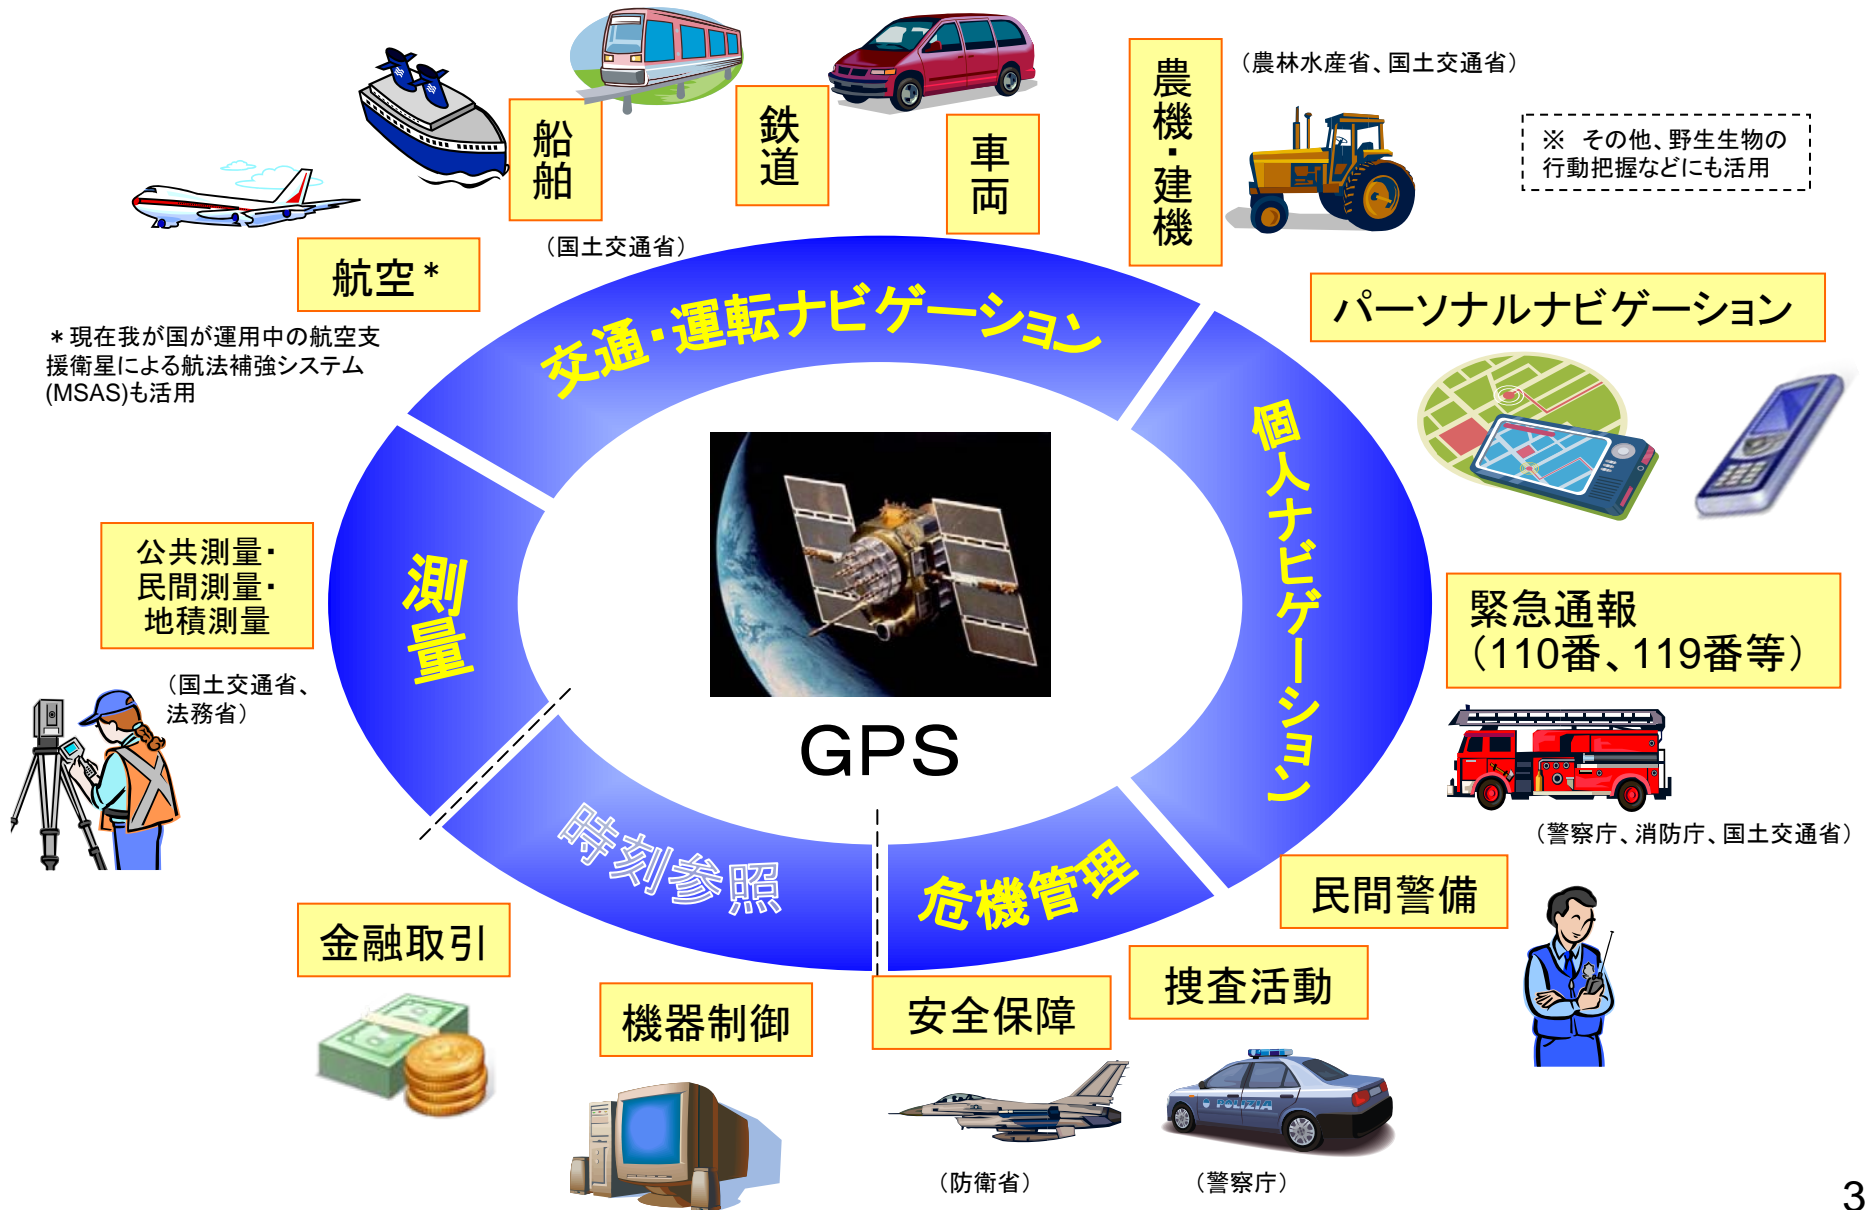 船舶
鉄道
車両
農機・建機
（農林水産省、国土交通省）
※　その他、野生生物の
行動把握などにも活用
（国土交通省）
航空*
*現在我が国が運用中の航空支
援衛星による航法補強システム
(MSAS)も活用
交通・運転ナビゲーション
パーソナルナビゲーション
個人ナビゲーション
公共測量・
民間測量・
地積測量
（国土交通省、
法務省）
測量
GPS
緊急通報
（110番、119番等）
（警察庁、消防庁、国土交通省）
時刻参照
危機管理
民間警備
金融取引
機器制御
安全保障
捜査活動
POLIZIA
（防衛省）
（警察庁）
3